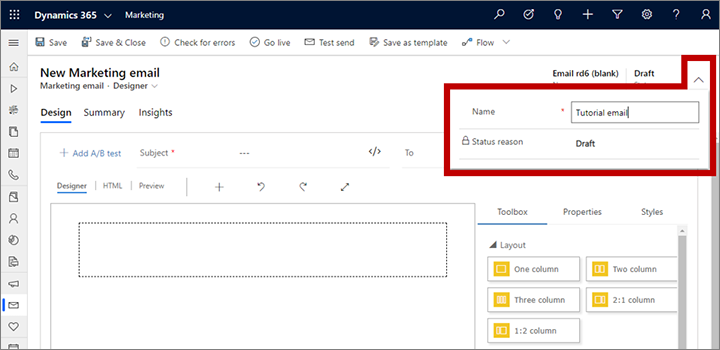 Dynamics 365 Marketing
Save Save & Close Check for errors Go live Test send Save as template Flow
New Marketing email
Marketing email · Designer
Email rd6 (blank) Draft
Design Summary Insights
Name * Tutorial email
Status reason Draft
+ Add A/B test Subject * --- </> To
Designer HTML Preview
Toolbox Properties Styles
Layout
One column Two column
Three column 2:1 column
1:2 column